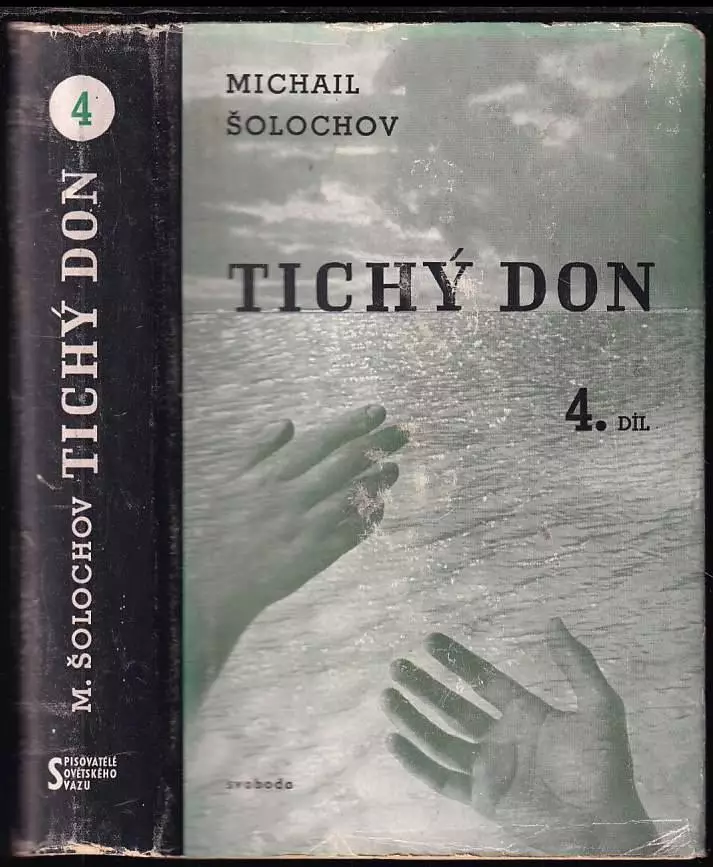 4
M. ŠOLOCHOV TICHÝ DON
SPISOVATELÉ
SOVĚTSKÉHO
SVAZU
MICHAIL
ŠOLOCHOV
TICHÝ DON
4. DÍL
svoboda